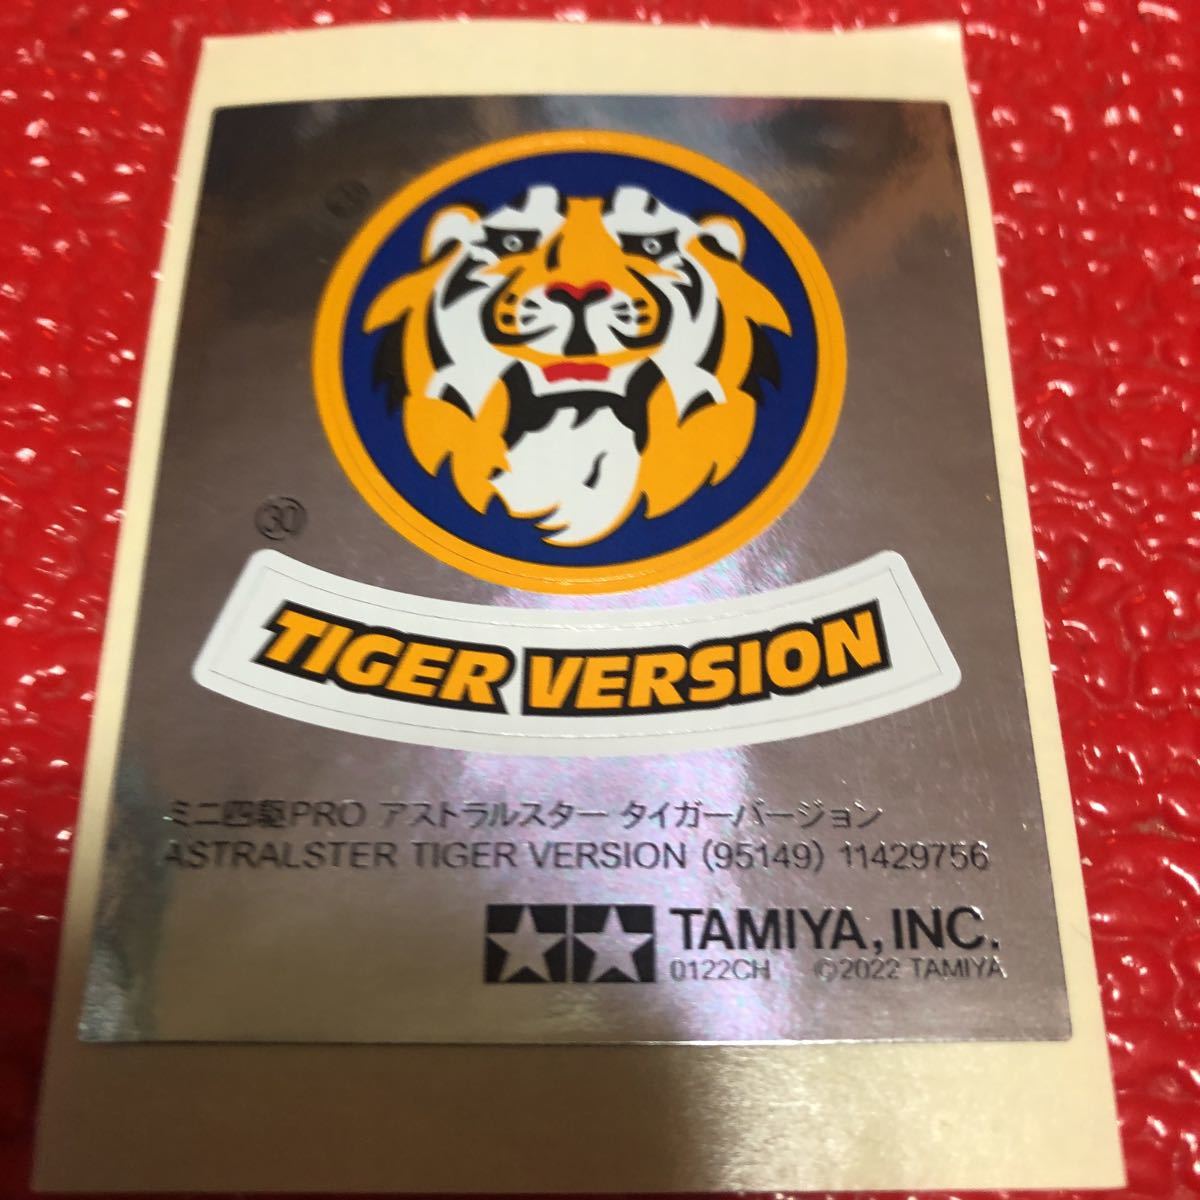 ㉚
TIGER VERSION
ミニ四駆PRO アストラルスター タイガーバージョン
ASTRALSTER TIGER VERSION (95149) 11429756
TAMIYA, INC.
0122CH ©2022 TAMIYA